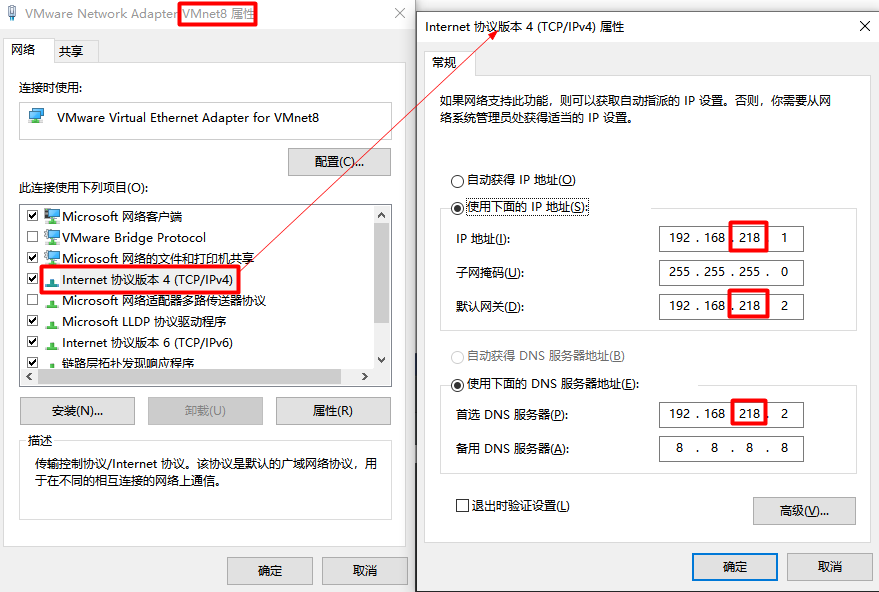 VMware Network Adapter VMnet8 属性
网络
共享
连接时使用:
VMware Virtual Ethernet Adapter for VMnet8
配置(C)...
此连接使用下列项目(O):
Microsoft 网络客户端
VMware Bridge Protocol
Microsoft 网络的文件和打印机共享
Internet 协议版本 4 (TCP/IPv4)
Microsoft 网络适配器多路传送器协议
Microsoft LLDP 协议驱动程序
Internet 协议版本 6 (TCP/IPv6)
链路层拓扑发现响应程序
安装(N)...
卸载(U)
属性(R)
描述
传输控制协议/Internet 协议。该协议是默认的广域网络协议，用
于在不同的相互连接的网络上通信。
确定
取消
Internet 协议版本 4 (TCP/IPv4) 属性
常规
如果网络支持此功能，则可以获取自动指派的 IP 设置。否则，你需要从网
络系统管理员处获得适当的 IP 设置。
自动获得 IP 地址(O)
使用下面的 IP 地址(S):
IP 地址(I):
192 . 168 . 218 . 1
子网掩码(U):
255 . 255 . 255 . 0
默认网关(D):
192 . 168 . 218 . 2
自动获得 DNS 服务器地址(B)
使用下面的 DNS 服务器地址(E):
首选 DNS 服务器(P):
192 . 168 . 218 . 2
备用 DNS 服务器(A):
8 . 8 . 8 . 8
退出时验证设置(L)
高级(V)...
确定
取消